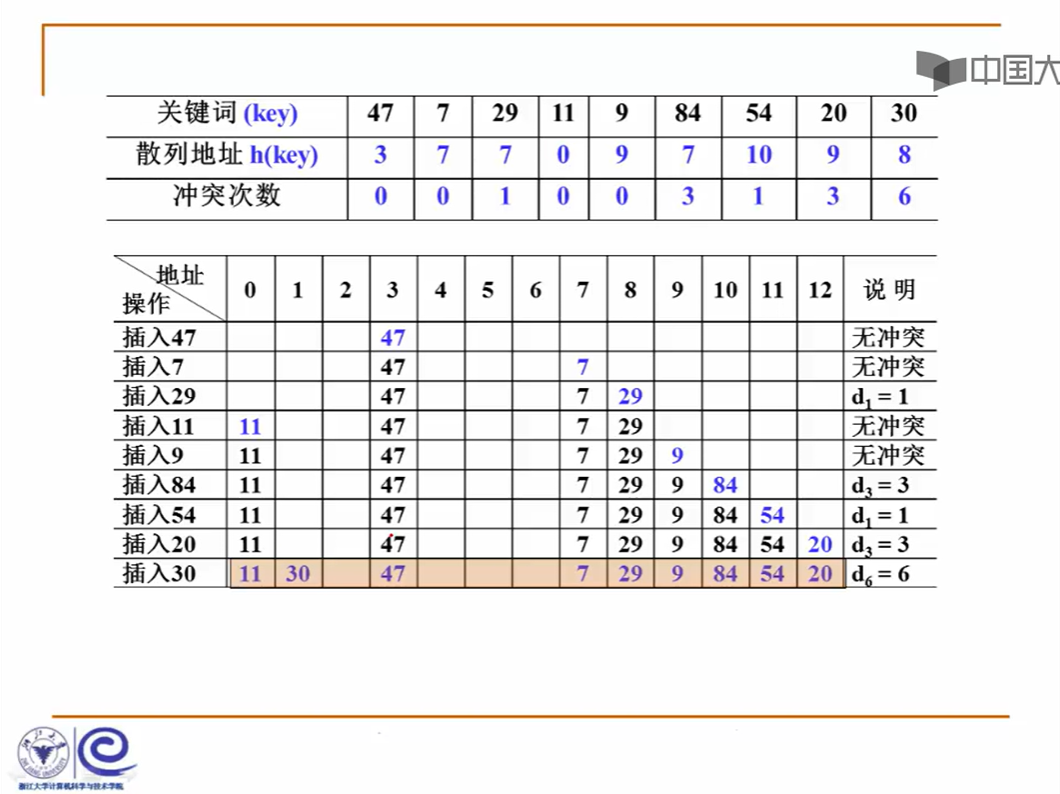 中国大
关键词 (key) 47 7 29 11 9 84 54 20 30
散列地址 h(key) 3 7 7 0 9 7 10 9 8
冲突次数 0 0 1 0 0 3 1 3 6
地址
操作 0 1 2 3 4 5 6 7 8 9 10 11 12 说 明
插入47 47 无冲突
插入7 47 7 无冲突
插入29 47 7 29 d1 = 1
插入11 11 47 7 29 无冲突
插入9 11 47 7 29 9 无冲突
插入84 11 47 7 29 9 84 d3 = 3
插入54 11 47 7 29 9 84 54 d1 = 1
插入20 11 47 7 29 9 84 54 20 d3 = 3
插入30 11 30 47 7 29 9 84 54 20 d6 = 6
浙江大学计算机科学与技术学院